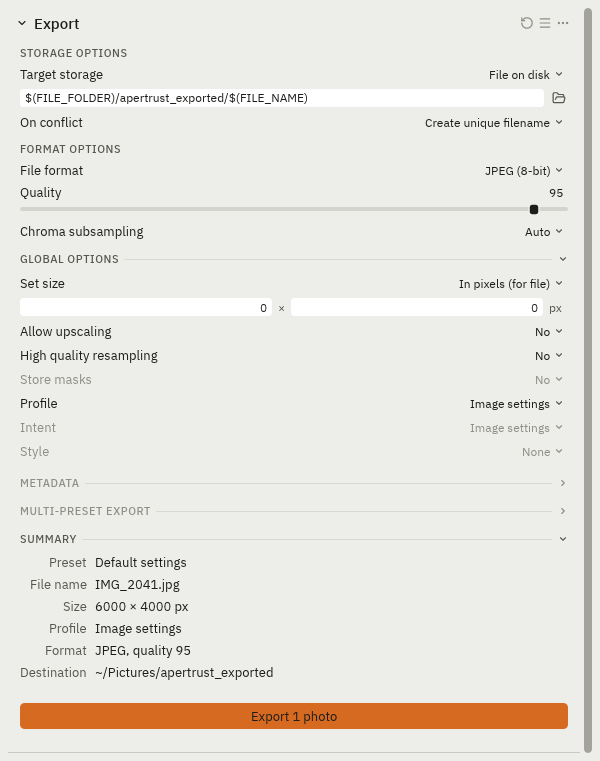 Export
STORAGE OPTIONS
Target storage File on disk
$(FILE_FOLDER)/apertrust_exported/$(FILE_NAME)
On conflict Create unique filename
FORMAT OPTIONS
File format JPEG (8-bit)
Quality 95
Chroma subsampling Auto
GLOBAL OPTIONS
Set size In pixels (for file)
0 × 0 px
Allow upscaling No
High quality resampling No
Store masks No
Profile Image settings
Intent Image settings
Style None
METADATA
MULTI-PRESET EXPORT
SUMMARY
Preset Default settings
File name IMG_2041.jpg
Size 6000 × 4000 px
Profile Image settings
Format JPEG, quality 95
Destination ~/Pictures/apertrust_exported
Export 1 photo